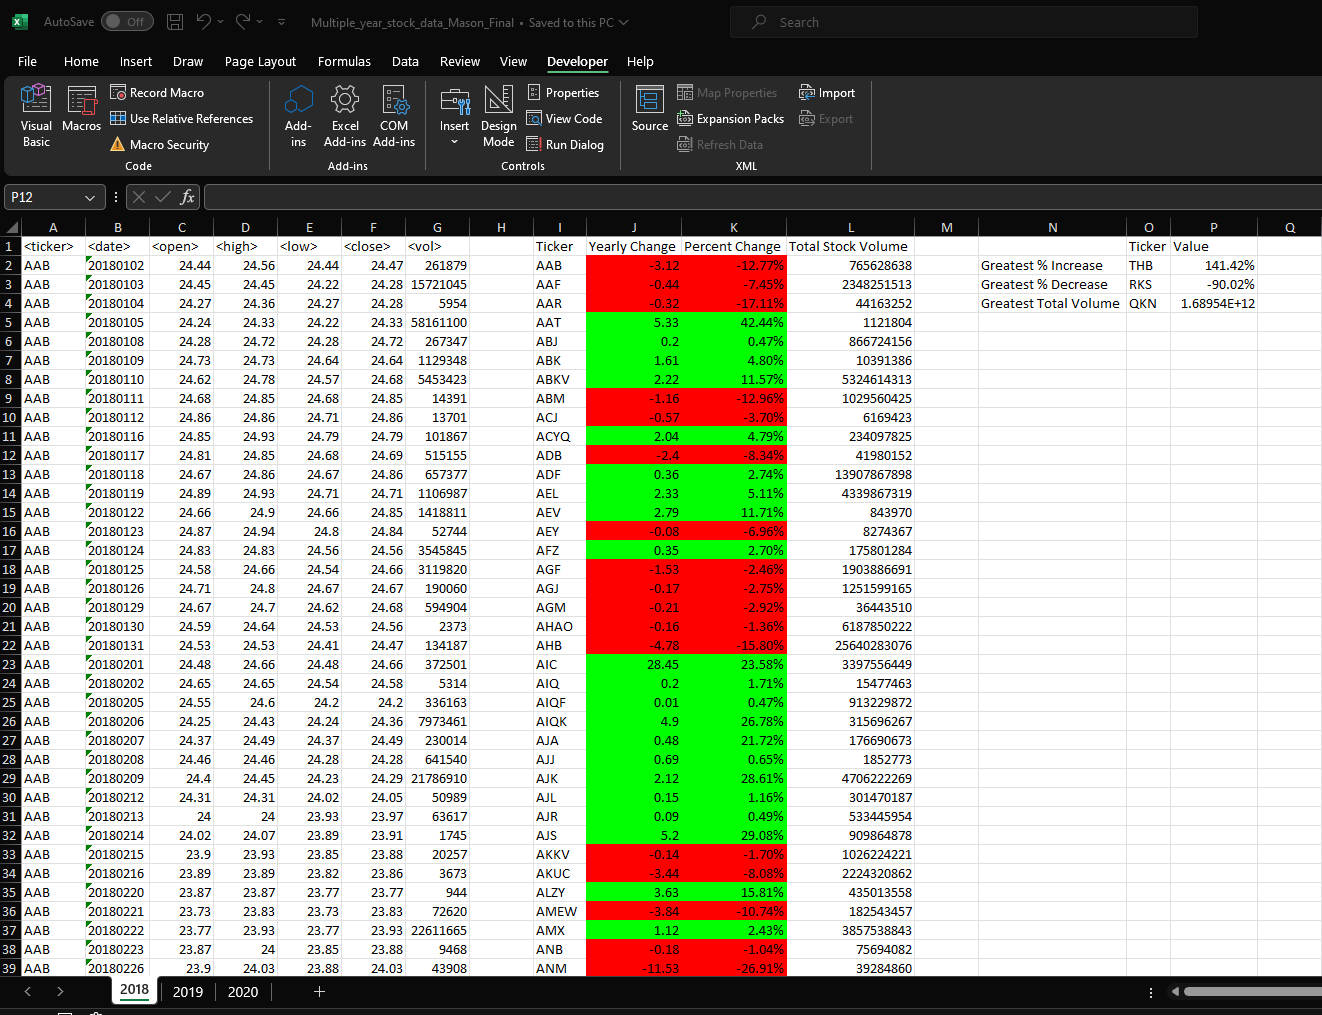 AutoSave Off Multiple_year_stock_data_Mason_Final • Saved to this PC Search
File Home Insert Draw Page Layout Formulas Data Review View Developer Help
Visual Basic
Macros
Record Macro
Use Relative References
Macro Security
Code
Add-ins
Excel Add-ins
COM Add-ins
Add-ins
Insert
Design Mode
Properties
View Code
Run Dialog
Controls
Source
Map Properties
Expansion Packs
Refresh Data
Import
Export
XML
P12 fx
A B C D E F G H I J K L M N O P Q
1 <ticker> <date> <open> <high> <low> <close> <vol> Ticker Yearly Change Percent Change Total Stock Volume Ticker Value
2 AAB 20180102 24.44 24.56 24.44 24.47 261879 AAB -3.12 -12.77% 765628638 Greatest % Increase THB 141.42%
3 AAB 20180103 24.45 24.45 24.22 24.28 15721045 AAF -0.44 -7.45% 2348251513 Greatest % Decrease RKS -90.02%
4 AAB 20180104 24.27 24.36 24.27 24.28 5954 AAR -0.32 -17.11% 44163252 Greatest Total Volume QKN 1.68954E+12
5 AAB 20180105 24.24 24.33 24.22 24.33 58161100 AAT 5.33 42.44% 1121804
6 AAB 20180108 24.28 24.72 24.28 24.72 267347 ABJ 0.2 0.47% 866724156
7 AAB 20180109 24.73 24.73 24.64 24.64 1129348 ABK 1.61 4.80% 10391386
8 AAB 20180110 24.62 24.78 24.57 24.68 5453423 ABKV 2.22 11.57% 5324614313
9 AAB 20180111 24.68 24.85 24.68 24.85 14391 ABM -1.16 -12.96% 1029560425
10 AAB 20180112 24.86 24.86 24.71 24.86 13701 ACJ -0.57 -3.70% 6169423
11 AAB 20180116 24.85 24.93 24.79 24.79 101867 ACYQ 2.04 4.79% 234097825
12 AAB 20180117 24.81 24.85 24.68 24.69 515155 ADB -2.4 -8.34% 41980152
13 AAB 20180118 24.67 24.86 24.67 24.86 657377 ADF 0.36 2.74% 13907867898
14 AAB 20180119 24.89 24.93 24.71 24.71 1106987 AEL 2.33 5.11% 4339867319
15 AAB 20180122 24.66 24.9 24.66 24.85 1418811 AEV 2.79 11.71% 843970
16 AAB 20180123 24.87 24.94 24.8 24.84 52744 AEY -0.08 -6.96% 8274367
17 AAB 20180124 24.83 24.83 24.56 24.56 3545845 AFZ 0.35 2.70% 175801284
18 AAB 20180125 24.58 24.66 24.54 24.66 3119820 AGF -1.53 -2.46% 1903886691
19 AAB 20180126 24.71 24.8 24.67 24.67 190060 AGJ -0.17 -2.75% 1251599165
20 AAB 20180129 24.67 24.7 24.62 24.68 594904 AGM -0.21 -2.92% 36443510
21 AAB 20180130 24.59 24.64 24.53 24.56 2373 AHAO -0.16 -1.36% 6187850222
22 AAB 20180131 24.53 24.53 24.41 24.47 134187 AHB -4.78 -15.80% 25640283076
23 AAB 20180201 24.48 24.66 24.48 24.66 372501 AIC 28.45 23.58% 3397556449
24 AAB 20180202 24.65 24.65 24.54 24.58 5314 AIQ 0.2 1.71% 15477463
25 AAB 20180205 24.55 24.6 24.2 24.2 336163 AIQF 0.01 0.47% 913229872
26 AAB 20180206 24.25 24.43 24.24 24.36 7973461 AIQK 4.9 26.78% 315696267
27 AAB 20180207 24.37 24.49 24.37 24.49 230014 AJA 0.48 21.72% 176690673
28 AAB 20180208 24.46 24.46 24.28 24.28 641540 AJJ 0.69 0.65% 1852773
29 AAB 20180209 24.4 24.45 24.23 24.29 21786910 AJK 2.12 28.61% 4706222269
30 AAB 20180212 24.31 24.31 24.02 24.05 50989 AJL 0.15 1.16% 301470187
31 AAB 20180213 24 24 23.93 23.97 63617 AJR 0.09 0.49% 533445954
32 AAB 20180214 24.02 24.07 23.89 23.91 1745 AJS 5.2 29.08% 909864878
33 AAB 20180215 23.9 23.93 23.85 23.88 20257 AKKV -0.14 -1.70% 1026224221
34 AAB 20180216 23.89 23.89 23.82 23.86 3673 AKUC -3.44 -8.08% 2224320862
35 AAB 20180220 23.87 23.87 23.77 23.77 944 ALZY 3.63 15.81% 435013558
36 AAB 20180221 23.73 23.83 23.73 23.83 72620 AMEW -3.84 -10.74% 182543457
37 AAB 20180222 23.77 23.93 23.77 23.93 22611665 AMX 1.12 2.43% 3857538843
38 AAB 20180223 23.87 24 23.85 23.88 9468 ANB -0.18 -1.04% 75694082
39 AAB 20180226 23.9 24.03 23.88 24.03 43908 ANM -11.53 -26.91% 39284860
2018 2019 2020